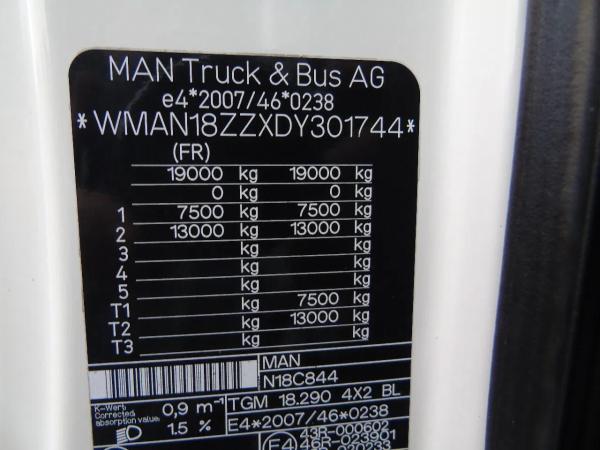 MAN Truck & Bus AG
e4*2007/46*0238
*WMAN18ZZXDY301744*
(FR)
19000 kg 19000 kg
0 kg 0 kg
1 7500 kg 7500 kg
2 13000 kg 13000 kg
3 kg kg
4 kg kg
5 kg kg
T1 kg 7500 kg
T2 kg 13000 kg
T3 kg kg
MAN
N18C844
K-Wert:
Corrected
absorption value:
0,9 m-1
TGM 18.290 4X2 BL
1.5 %
E4*2007/46*0238
E4
43R-000602
46R-023901